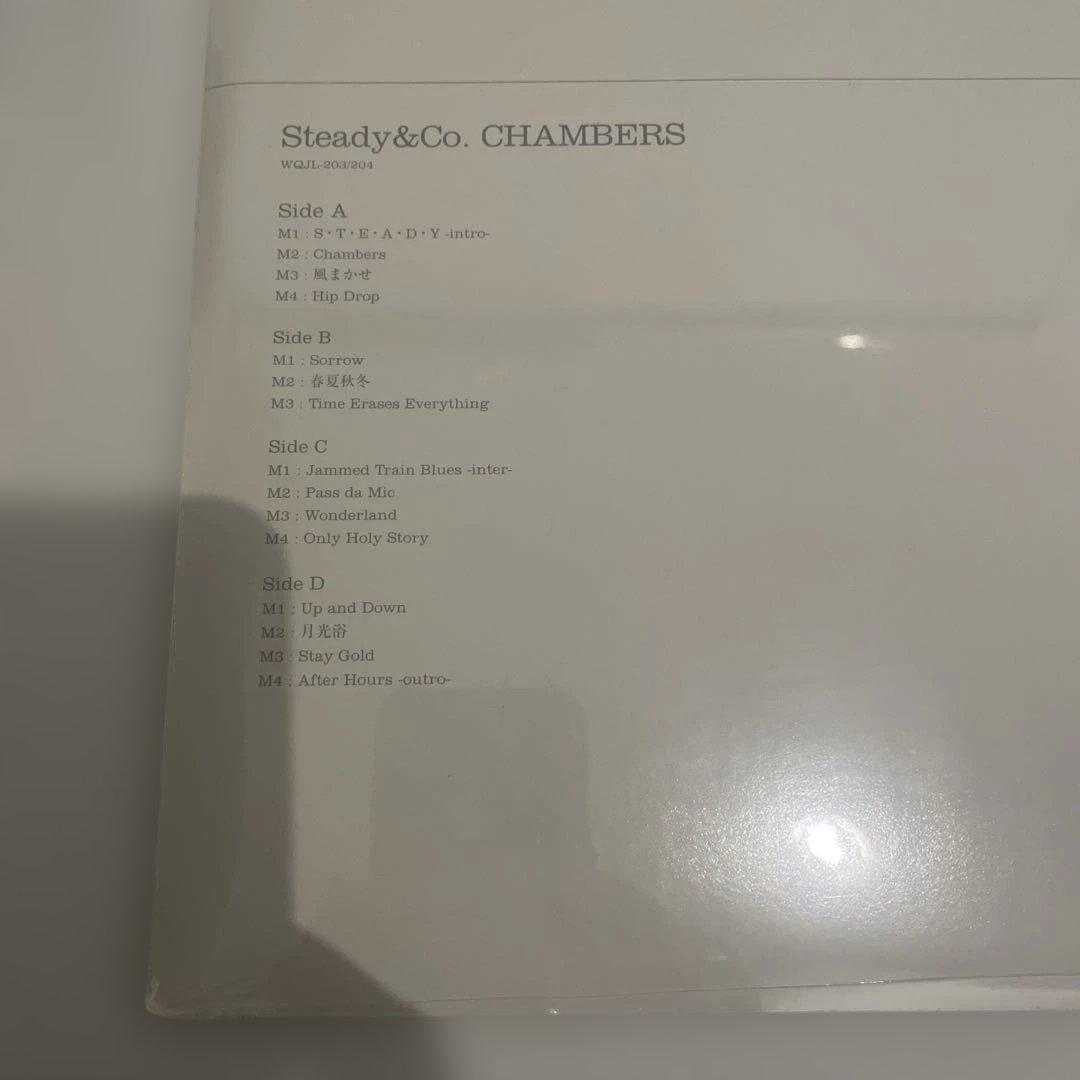 Steady&Co. CHAMBERS
WQJL-203/204
Side A
M1 : S・T・E・A・D・Y -intro-
M2 : Chambers
M3 : 風まかせ
M4 : Hip Drop
Side B
M1 : Sorrow
M2 : 春夏秋冬
M3 : Time Erases Everything
Side C
M1 : Jammed Train Blues -inter-
M2 : Pass da Mic
M3 : Wonderland
M4 : Only Holy Story
Side D
M1 : Up and Down
M2 : 月光浴
M3 : Stay Gold
M4 : After Hours -outro-